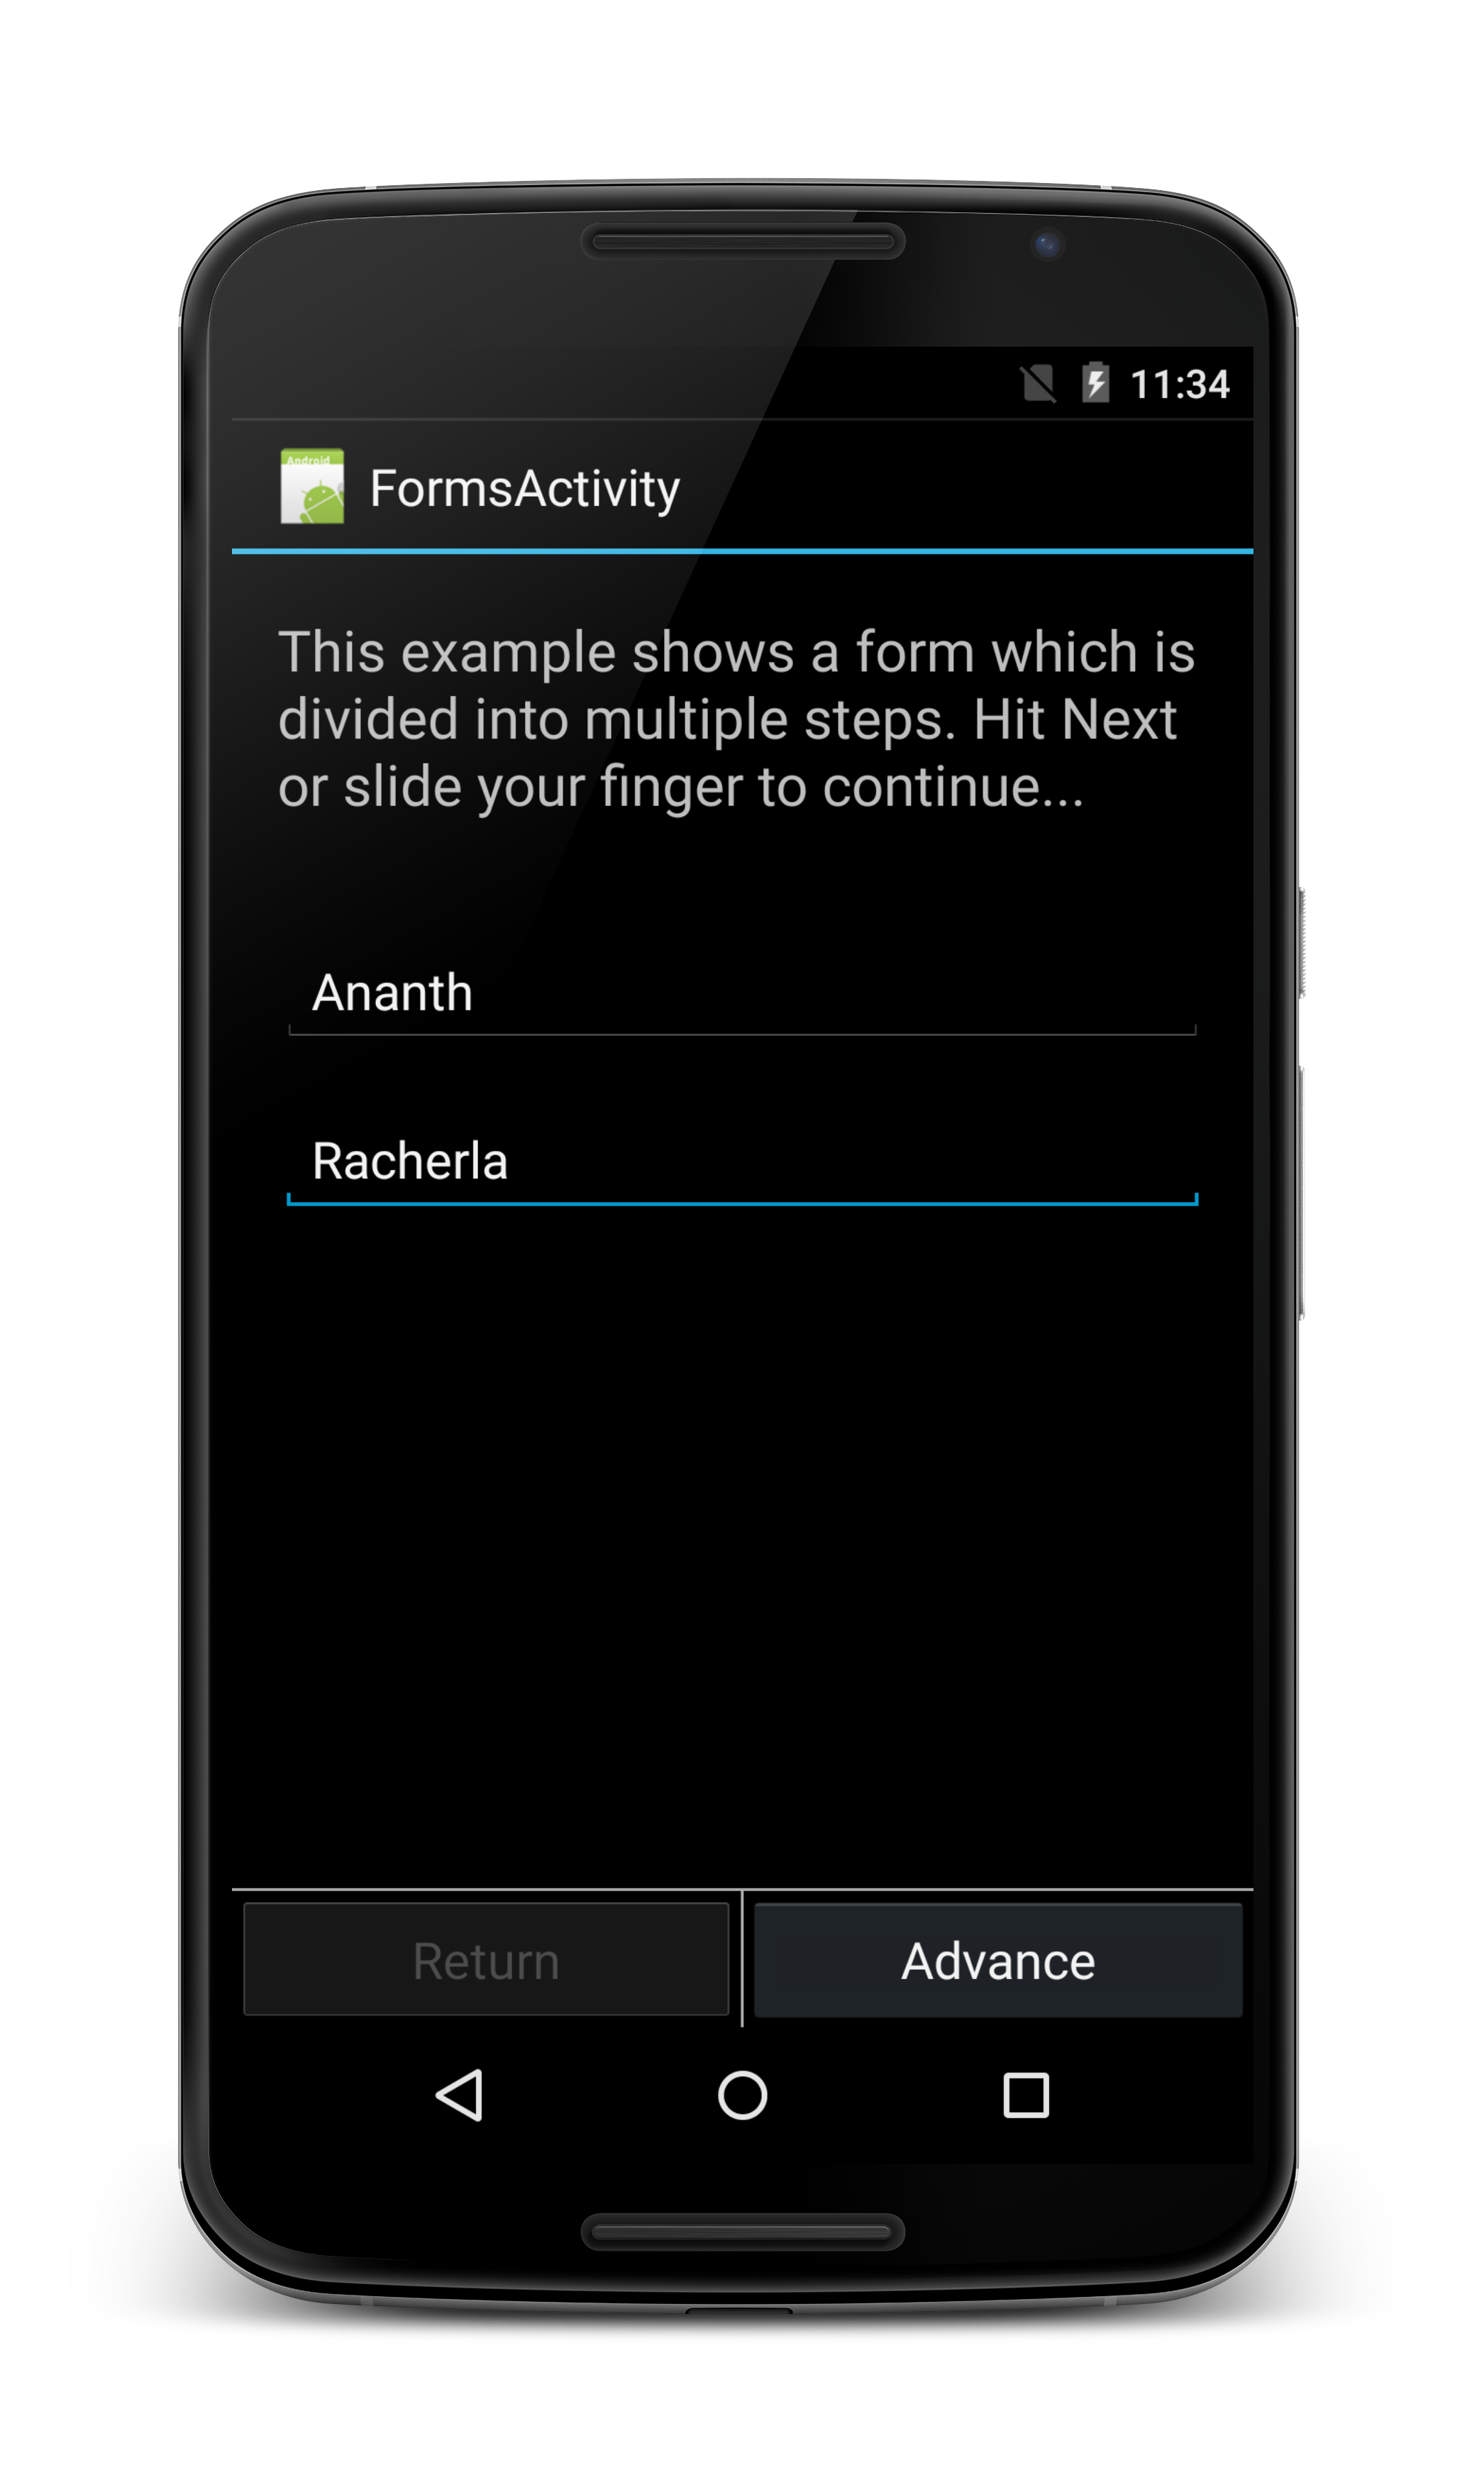 11:34
Android
FormsActivity
This example shows a form which is
divided into multiple steps. Hit Next
or slide your finger to continue...
Ananth
Racherla
Return
Advance